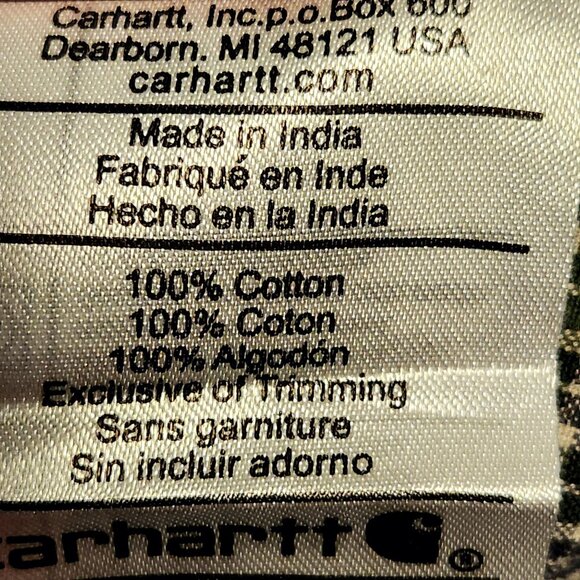 Carhartt, Inc.p.o.Box 600
Dearborn, MI 48121 USA
carhartt.com
Made in India
Fabriqué en Inde
Hecho en la India
100% Cotton
100% Coton
100% Algodón
Exclusive of Trimming
Sans garniture
Sin incluir adorno
carhartt ®